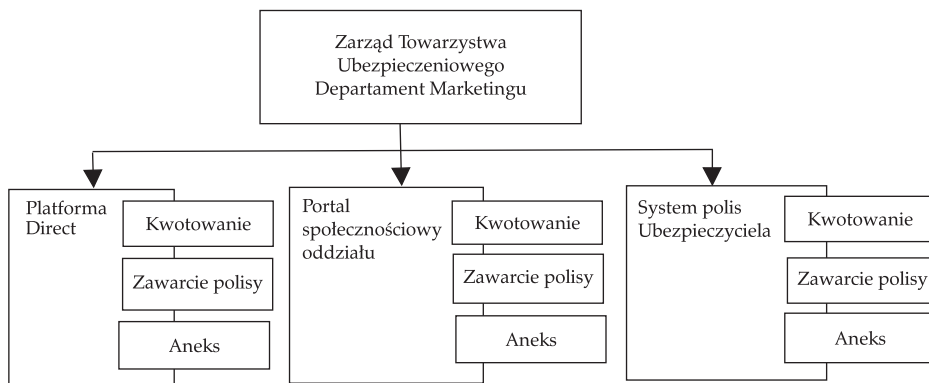 Zarząd Towarzystwa
Ubezpieczeniowego
Departament Marketingu
Platforma
Direct
Kwotowanie
Zawarcie polisy
Aneks
Portal
społecznościowy
oddziału
Kwotowanie
Zawarcie polisy
Aneks
System polis
Ubezpieczyciela
Kwotowanie
Zawarcie polisy
Aneks